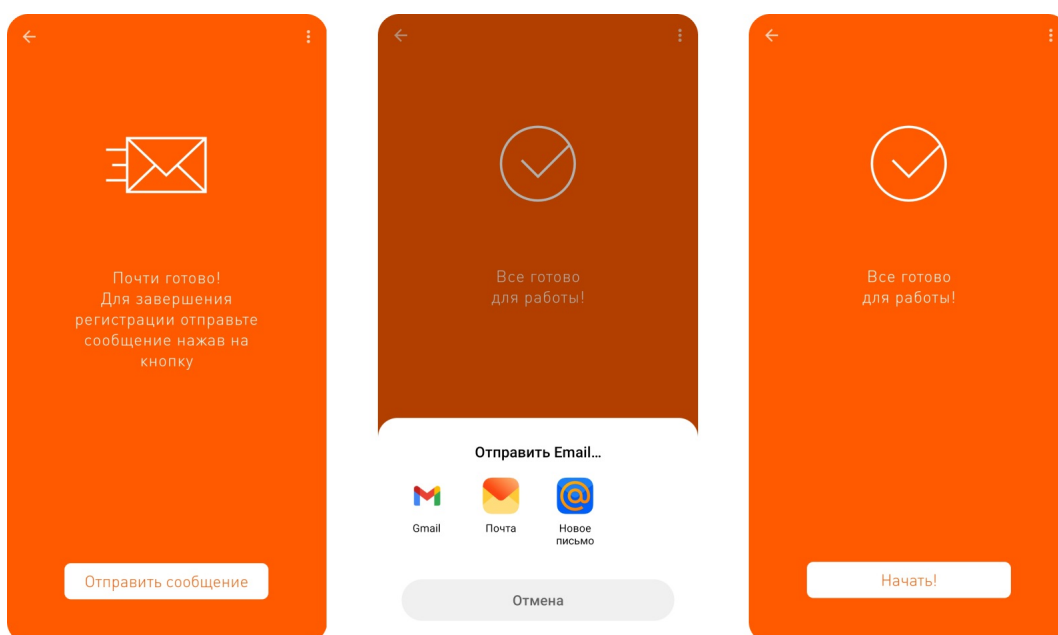 Почти готово!
Для завершения
регистрации отправьте
сообщение нажав на
кнопку
Отправить сообщение
Все готово
для работы!
Отправить Email...
Gmail
Почта
Новое
письмо
Отмена
Все готово
для работы!
Начать!